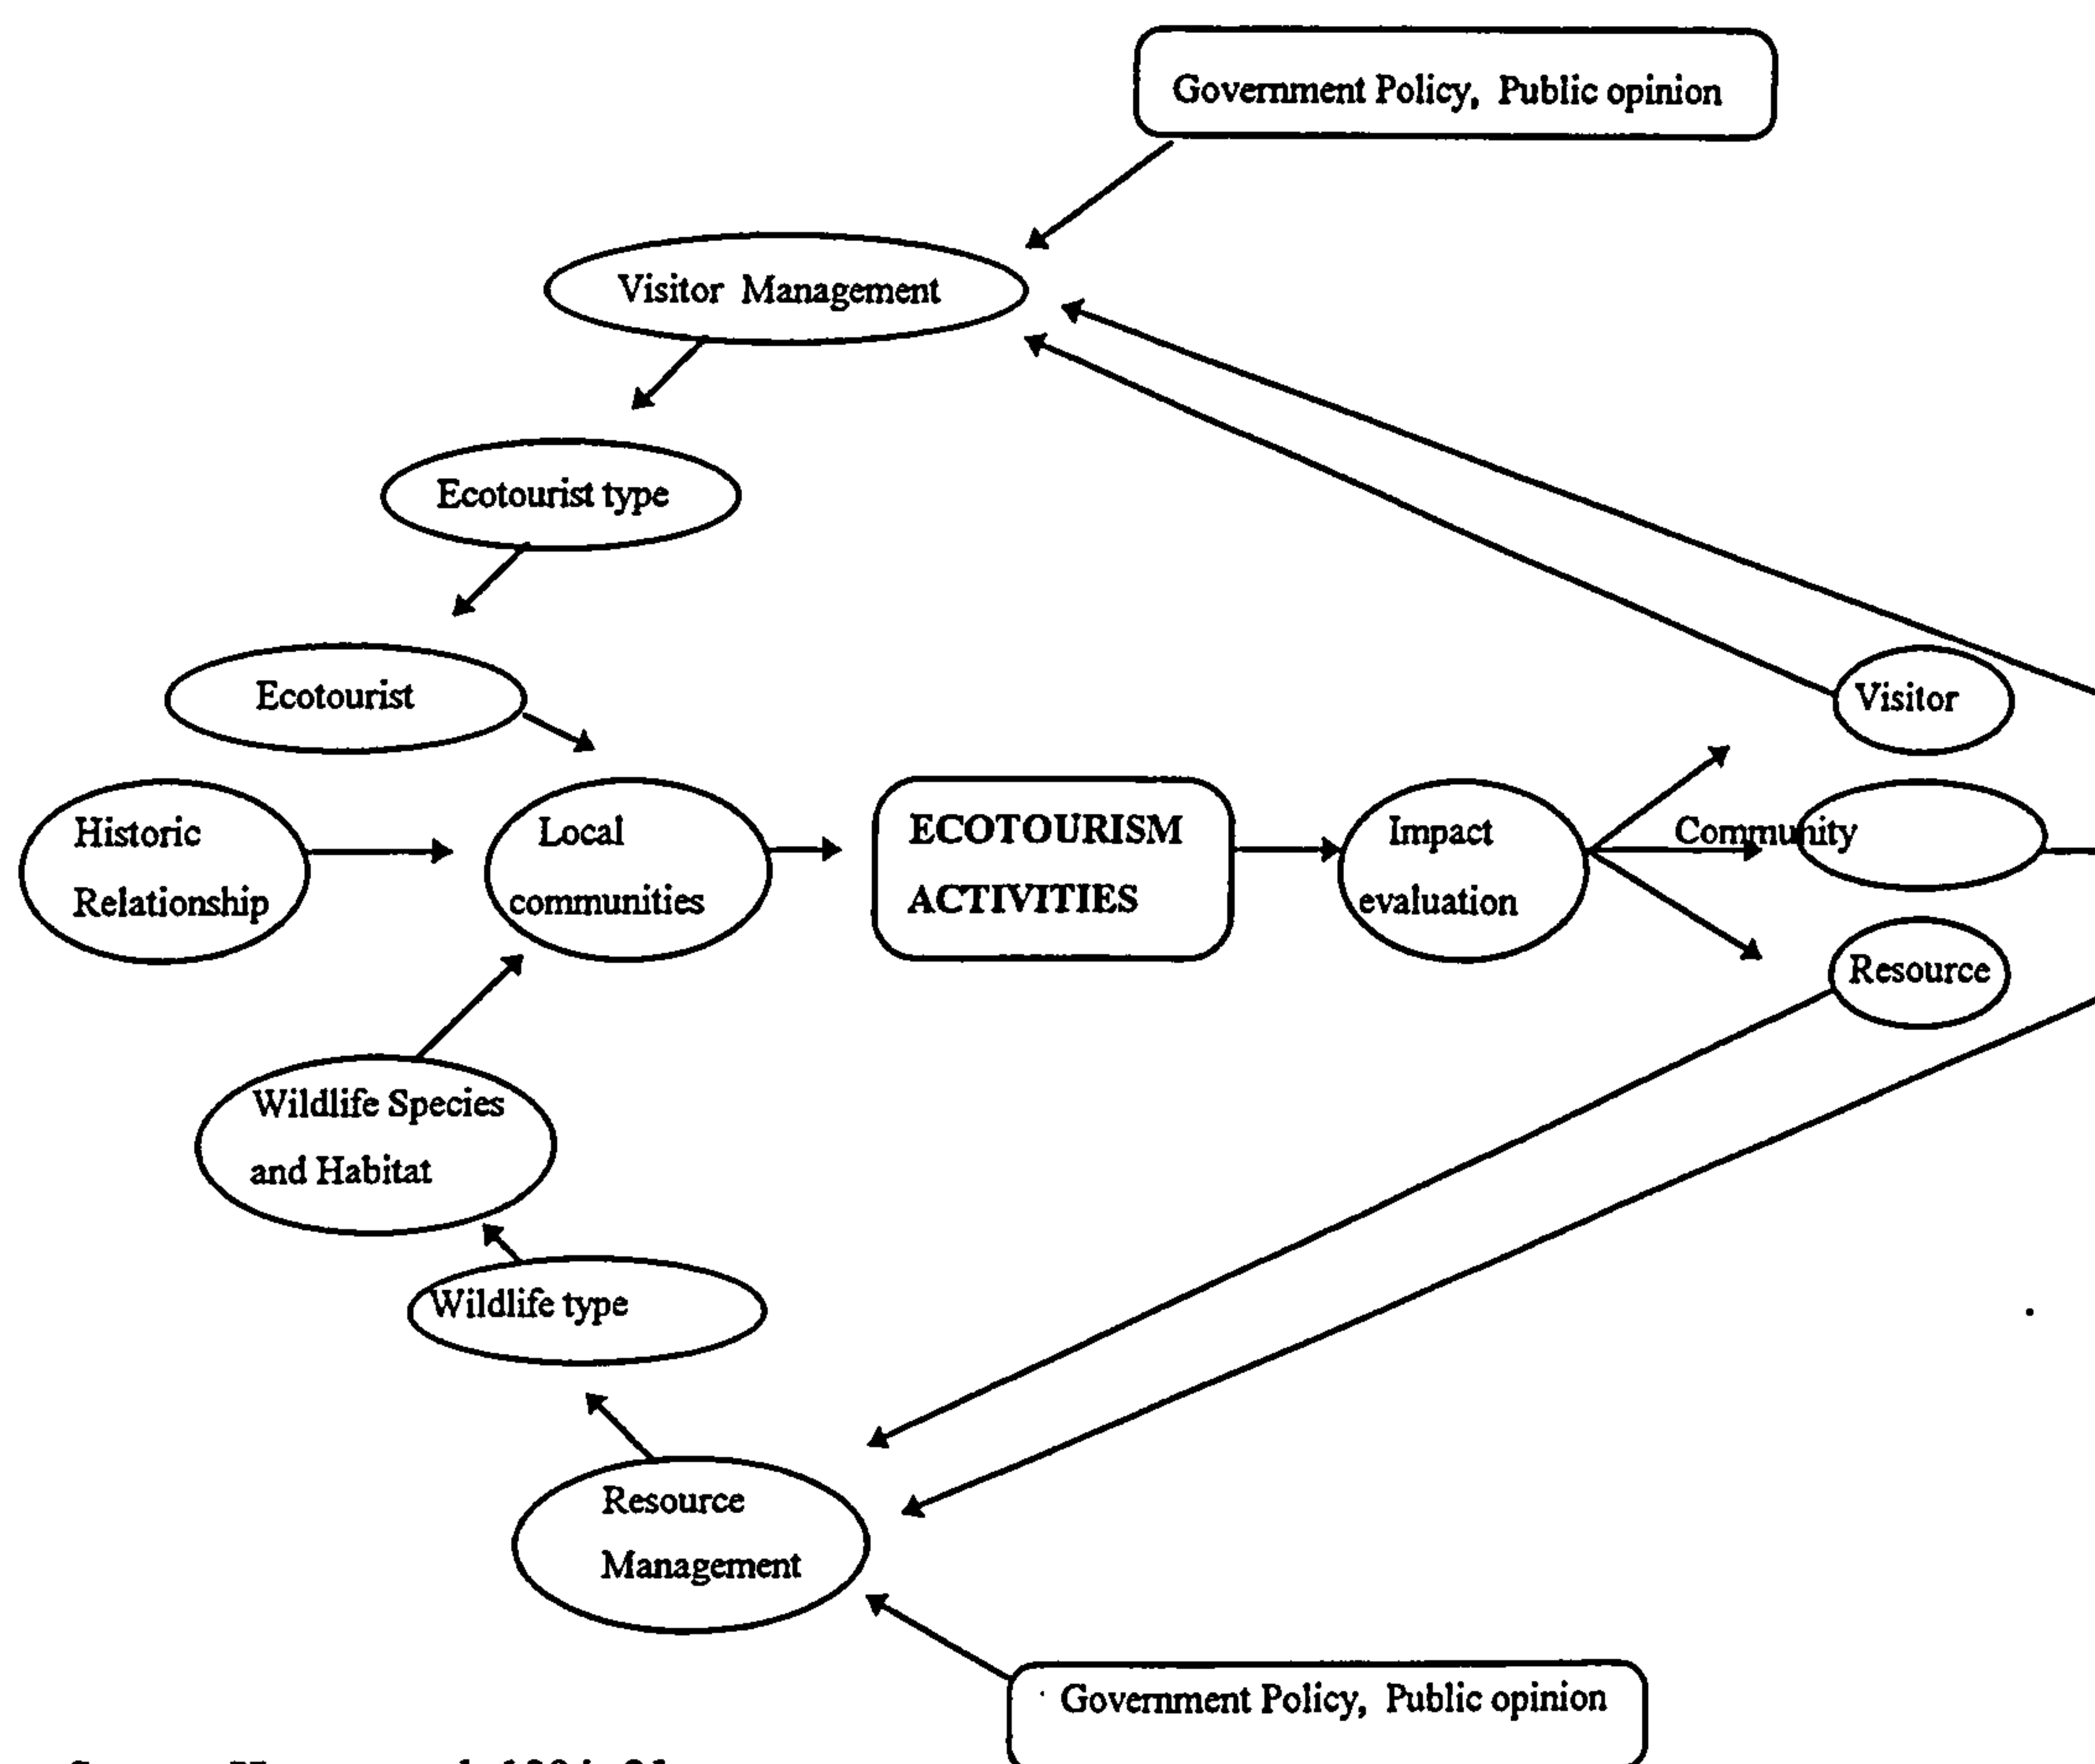 Government Policy, Public opinion
Visitor Management
Ecotourist type
Ecotourist
Visitor
Historic
Relationship
Local
communities
ECOTOURISM
ACTIVITIES
Impact
evaluation
Community
Resource
Wildlife Species
and Habitat
Wildlife type
Resource
Management
Government Policy, Public opinion